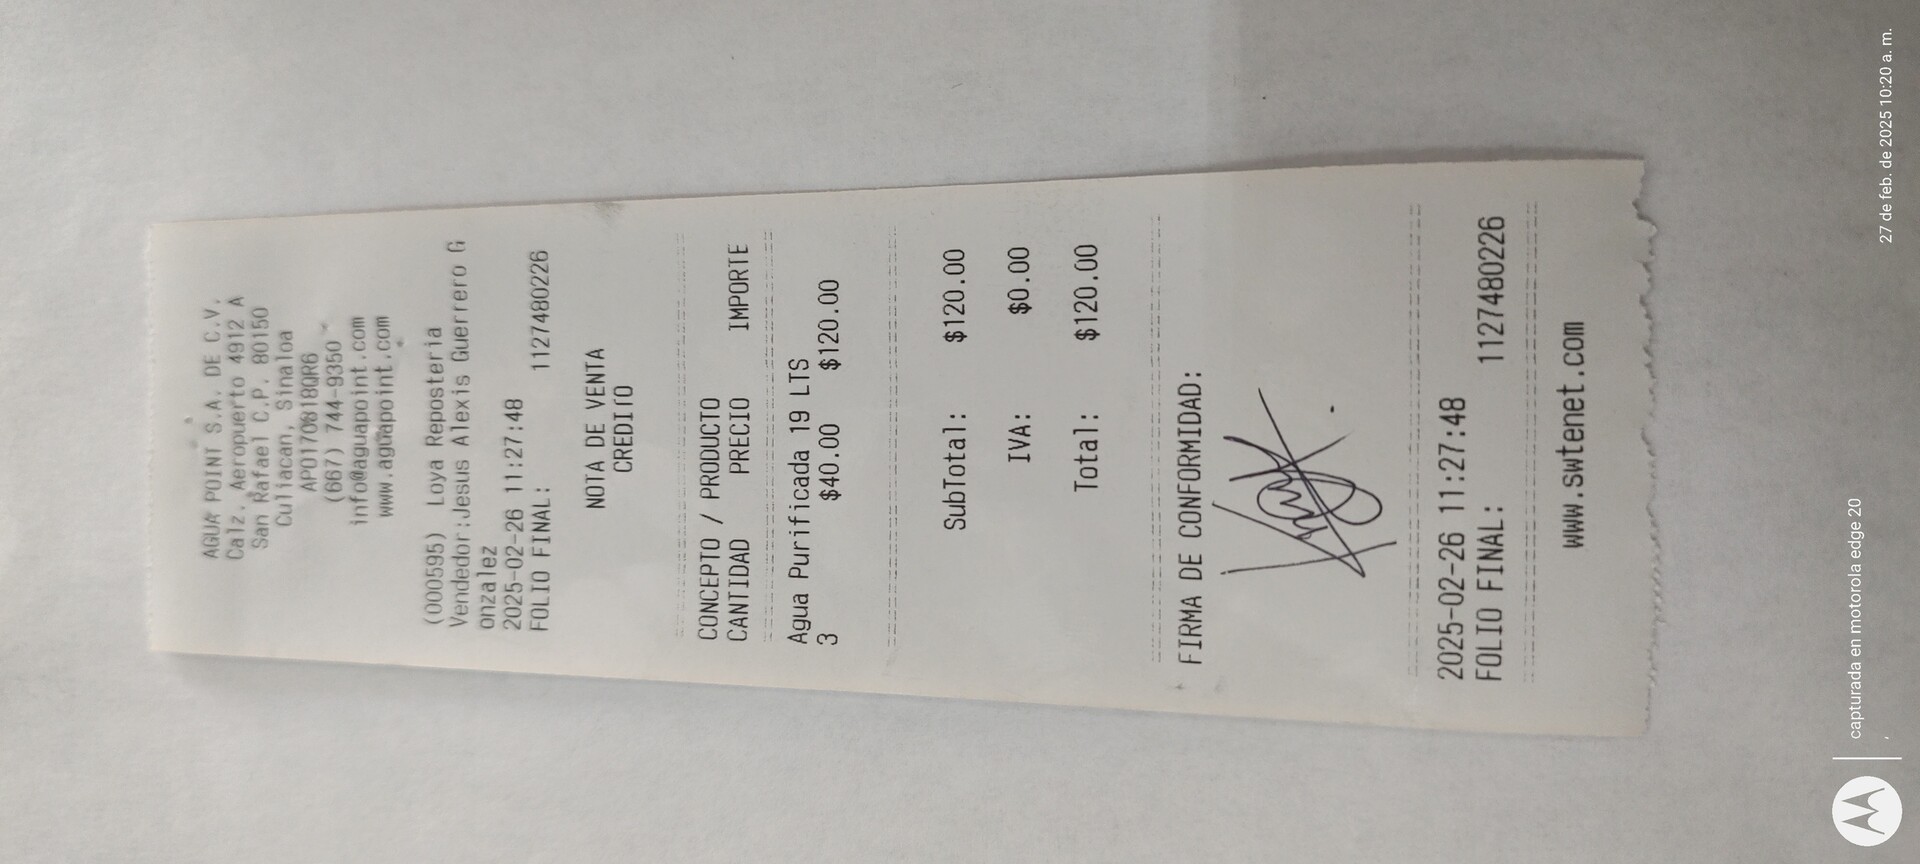 AGUA POINT S.A. DE C.V.
Calz. Aeropuerto 4912 A
San Rafael C.P. 80150
Culiacan, Sinaloa
APO170818QR6
(667) 744-9350
info@aguapoint.com
www.aguapoint.com
(000595) Loya Reposteria
Vendedor:Jesus Alexis Guerrero G
onzalez
2025-02-26 11:27:48
FOLIO FINAL: 1127480226
NOTA DE VENTA
CREDITO
CONCEPTO / PRODUCTO
CANTIDAD PRECIO IMPORTE
Agua Purificada 19 LTS
3 $40.00 $120.00
SubTotal: $120.00
IVA: $0.00
Total: $120.00
FIRMA DE CONFORMIDAD:
2025-02-26 11:27:48
FOLIO FINAL: 1127480226
www.swtenet.com
capturada en motorola edge 20
27 de feb. de 2025 10:20 a. m.